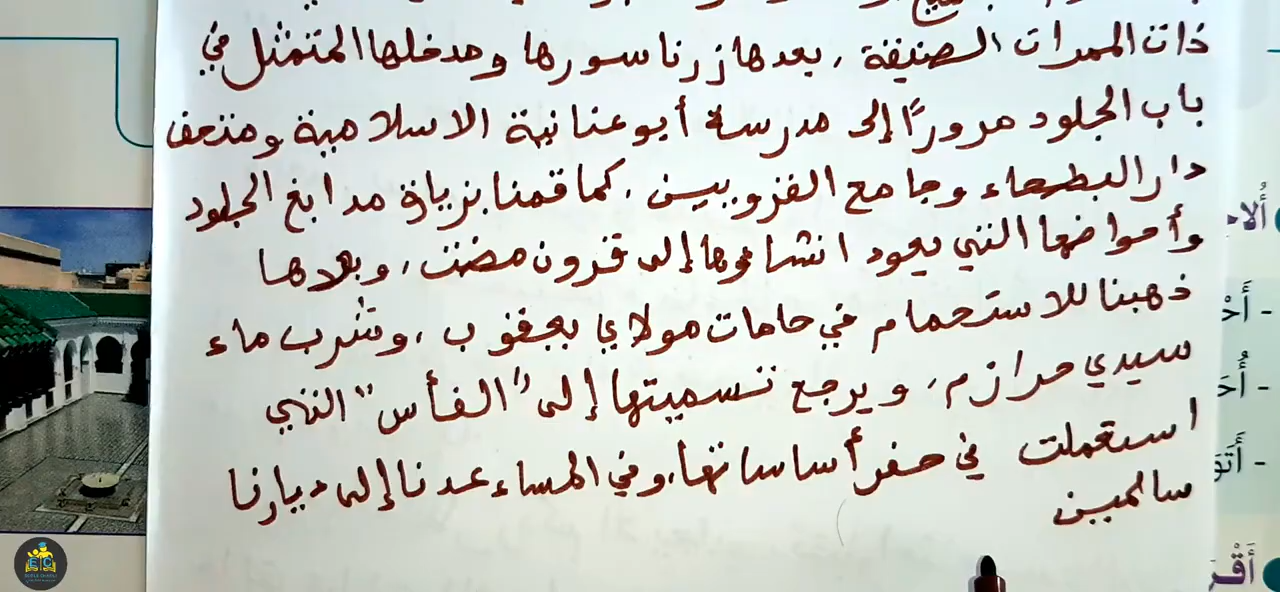 ذات الممرات الضيقة، بعدها زرنا سورها ومدخلها المتمثل في
باب الجلود مرورًا إلى مدرسة أبو عنانية الاسلامية ومتحف
دار البطحاء وجامع القرويين، كما قمنا بزيارة مدابغ الجلود
وأحواضها التي يعود انشاءوها إلى قرون مضت، وبعدها
ذهبنا للاستحمام في حامات مولاي يعقوب، وشرب ماء
سيدي حرازم، ويرجع تسميتها إلى "الفأس" التي
استعملت في حفر أساساتها، وفي المساء عدنا إلى ديارنا
سالمين
- أَتَ
أَقْرَ